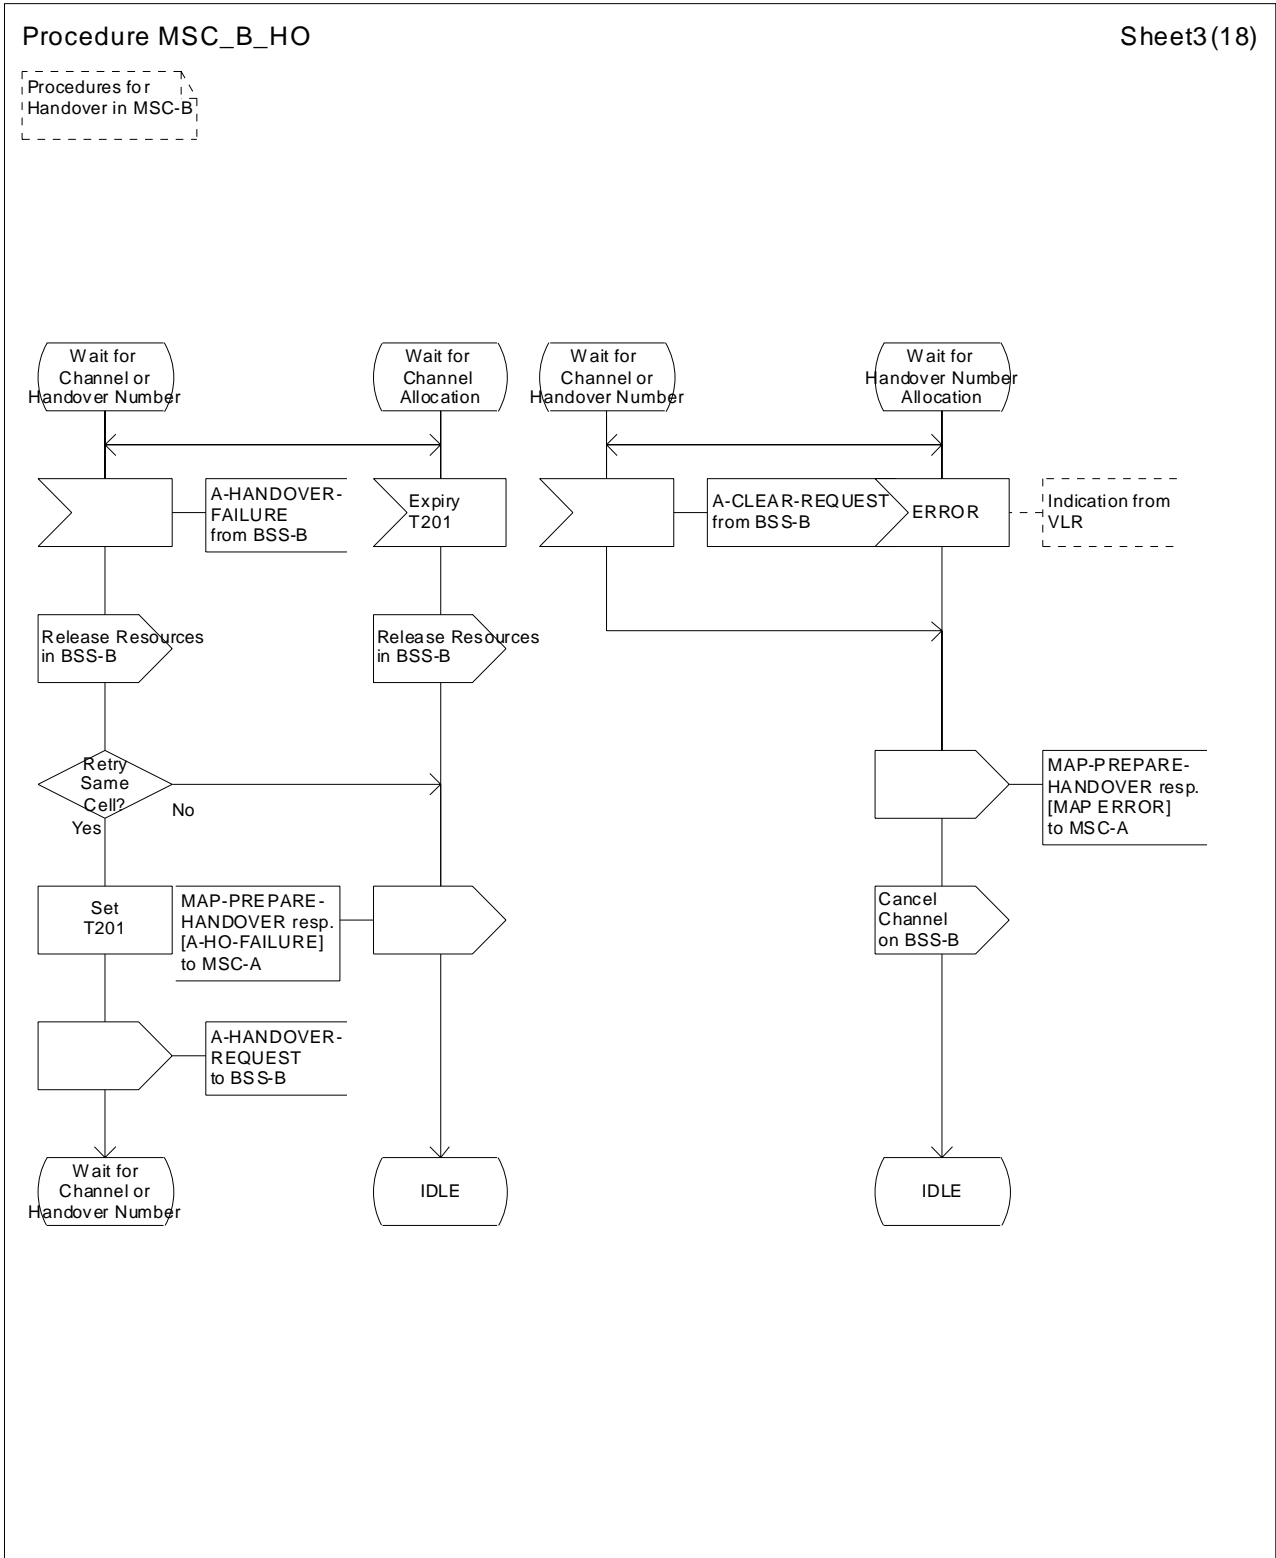 Procedure MSC_B_HO
Sheet3(18)
Procedures for
Handover in MSC-B
Wait for
Channel or
Handover Number
Wait for
Channel
Allocation
Wait for
Channel or
Handover Number
Wait for
Handover Number
Allocation
A-HANDOVER-
FAILURE
from BSS-B
Expiry
T201
A-CLEAR-REQUEST
from BSS-B
ERROR
Indication from
VLR
Release Resources
in BSS-B
Release Resources
in BSS-B
Retry
Same
Cell?
No
Yes
MAP-PREPARE-
HANDOVER resp.
[MAP ERROR]
to MSC-A
Set
T201
MAP-PREPARE-
HANDOVER resp.
[A-HO-FAILURE]
to MSC-A
Cancel
Channel
on BSS-B
A-HANDOVER-
REQUEST
to BSS-B
Wait for
Channel or
Handover Number
IDLE
IDLE